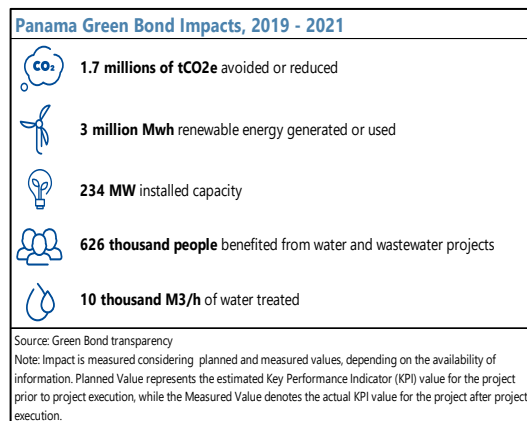 Panama Green Bond Impacts, 2019 - 2021
CO₂
1.7 millions of tCO2e avoided or reduced
3 million Mwh renewable energy generated or used
234 MW installed capacity
626 thousand people benefited from water and wastewater projects
10 thousand M3/h of water treated
Source: Green Bond transparency
Note: Impact is measured considering planned and measured values, depending on the availability of
information. Planned Value represents the estimated Key Performance Indicator (KPI) value for the project
prior to project execution, while the Measured Value denotes the actual KPI value for the project after project
execution.